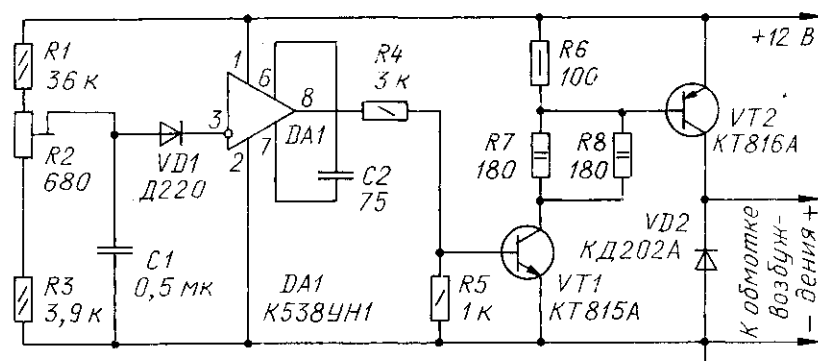 R1
36 к
R2
680
R3
3,9 к
C1
0,5 мк
VD1
Д220
1
3
2
6
7
8
DA1
DA1
К538УН1
C2
75
R4
3 к
R5
1 к
R6
100
R7
180
R8
180
VT1
КТ815А
VT2
КТ816А
VD2
КД202А
+12 В
К обмотке
возбуж-
– дения +